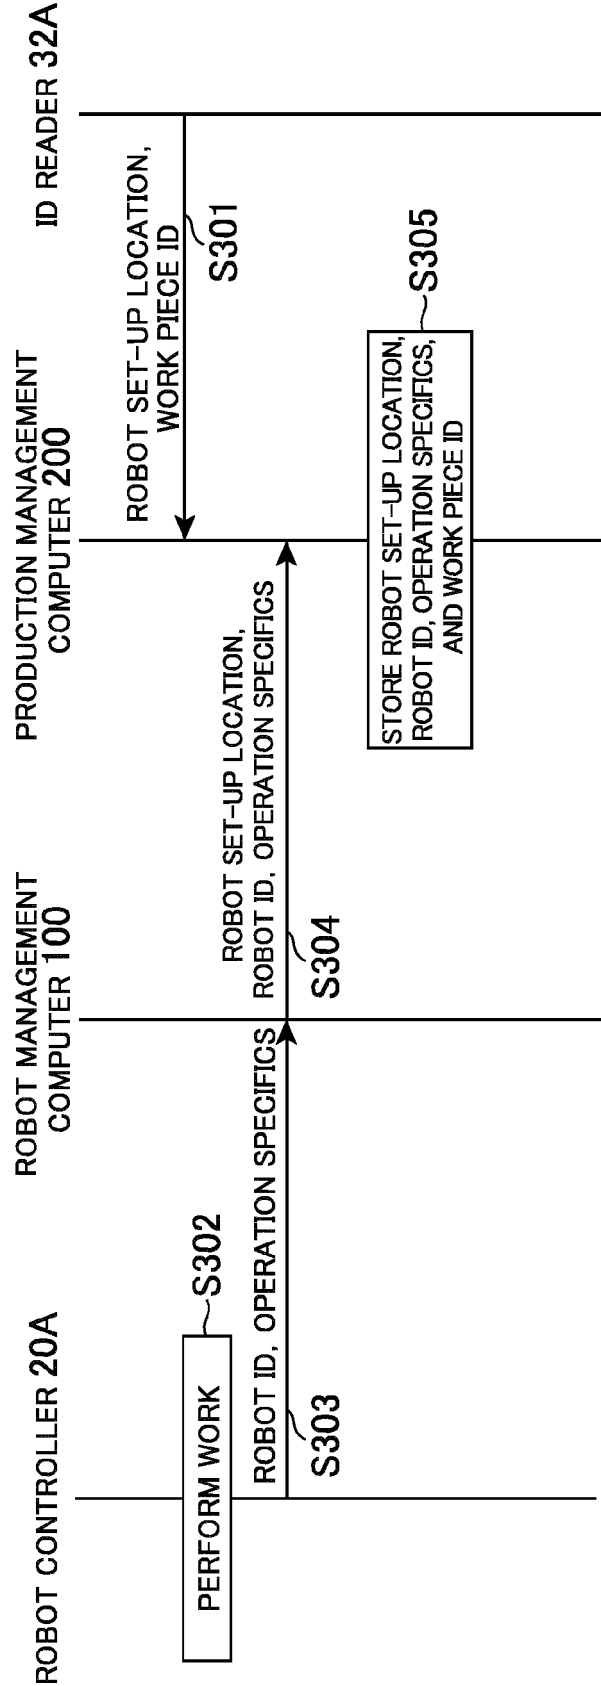 ROBOT CONTROLLER 20A
ROBOT MANAGEMENT
COMPUTER 100
PRODUCTION MANAGEMENT
COMPUTER 200
ID READER 32A
ROBOT SET-UP LOCATION,
WORK PIECE ID
S301
PERFORM WORK
S302
ROBOT ID, OPERATION SPECIFICS
S303
ROBOT SET-UP LOCATION,
ROBOT ID, OPERATION SPECIFICS
S304
STORE ROBOT SET-UP LOCATION,
ROBOT ID, OPERATION SPECIFICS,
AND WORK PIECE ID
S305